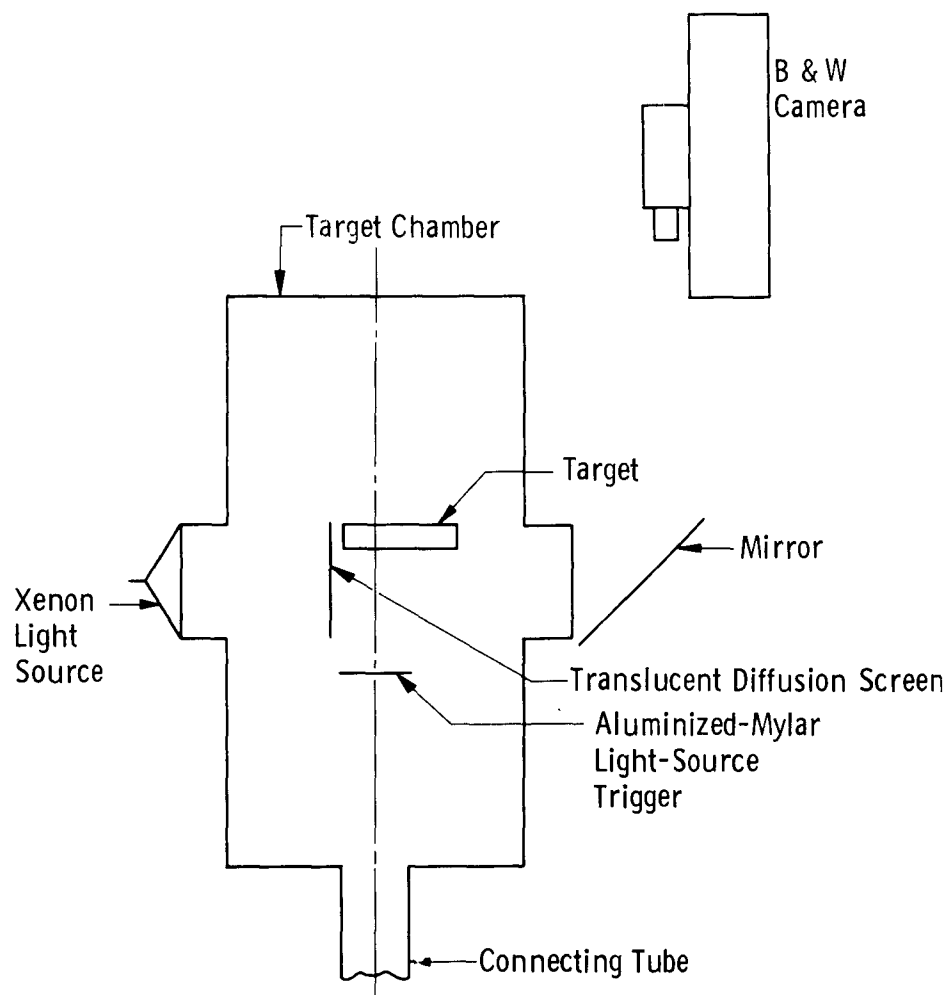 B & W
Camera
Target Chamber
Target
Mirror
Xenon
Light
Source
Translucent Diffusion Screen
Aluminized-Mylar
Light-Source
Trigger
Connecting Tube